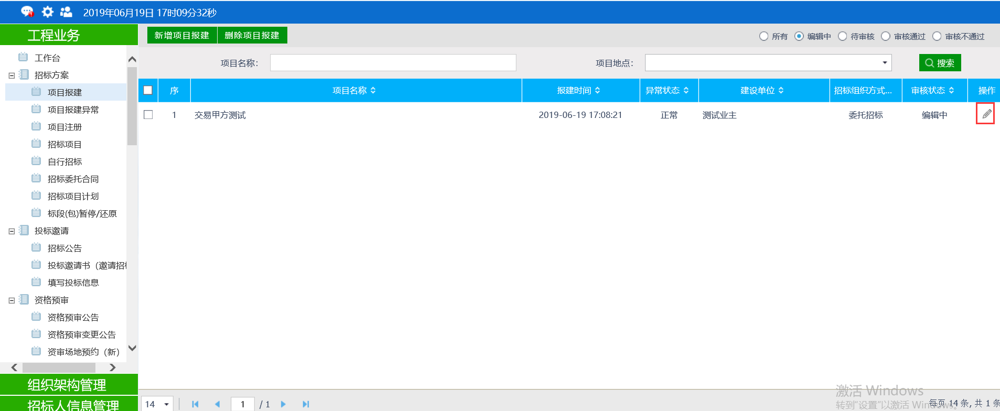 2019年06月19日 17时09分32秒
工程业务
新增项目报建 删除项目报建
所有 编辑中 待审核 审核通过 审核不通过
项目名称： 项目地点： 搜索
序 项目名称 报建时间 异常状态 建设单位 招标组织方式... 审核状态 操作
1 交易甲方测试 2019-06-19 17:08:21 正常 测试业主 委托招标 编辑中
工作台
招标方案
项目报建
项目报建异常
项目注册
招标项目
自行招标
招标委托合同
招标项目计划
标段(包)暂停/还原
投标邀请
招标公告
投标邀请书（邀请招
填写投标信息
资格预审
资格预审公告
资格预审变更公告
资审场地预约（新）
组织架构管理
招标人信息管理
14 1 / 1
每页 14 条, 共 1 条
激活 Windows
转到"设置"以激活 Windows。